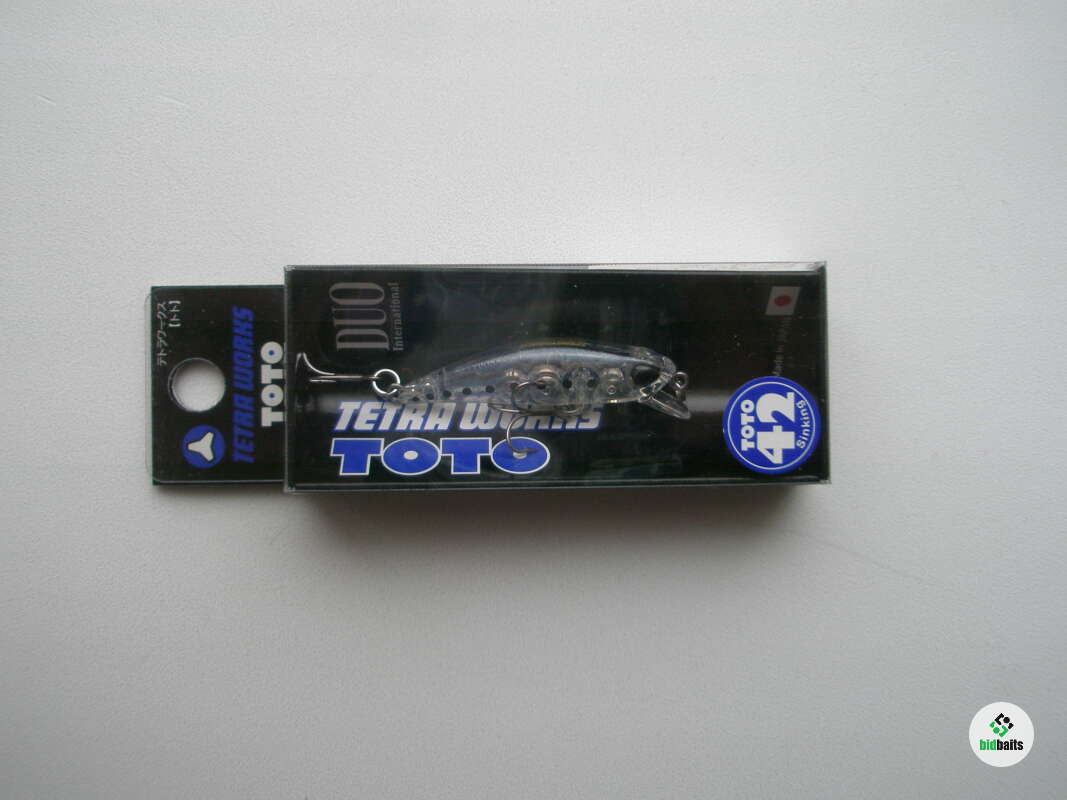 テトラワークス
【トト】
TETRA WORKS
TOTO
DUO
International
TETRA WORKS
TOTO
Made in JAPAN
TOTO
42
Sinking
bidbaits